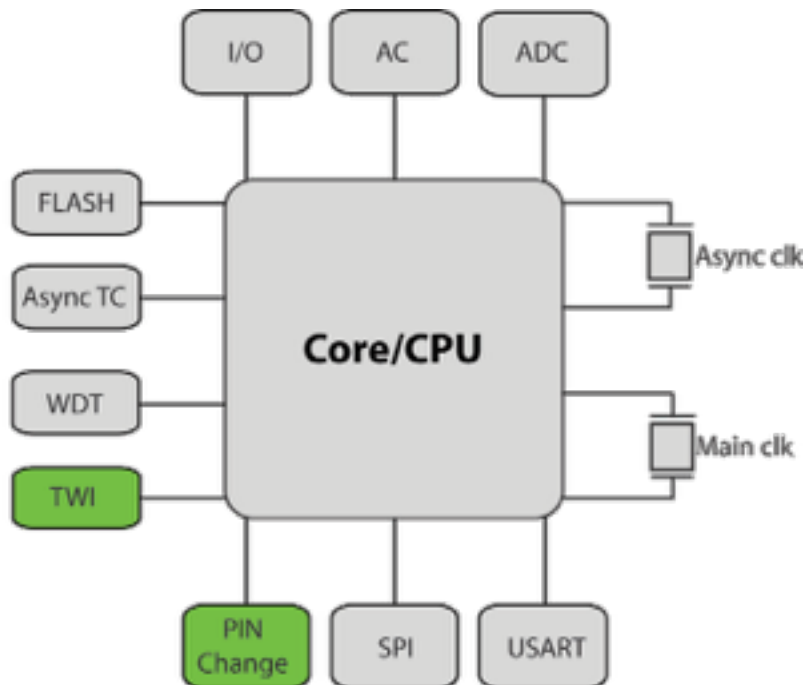 I/O
AC
ADC
FLASH
Async clk
Async TC
Core/CPU
WDT
Main clk
TWI
PIN
Change
SPI
USART